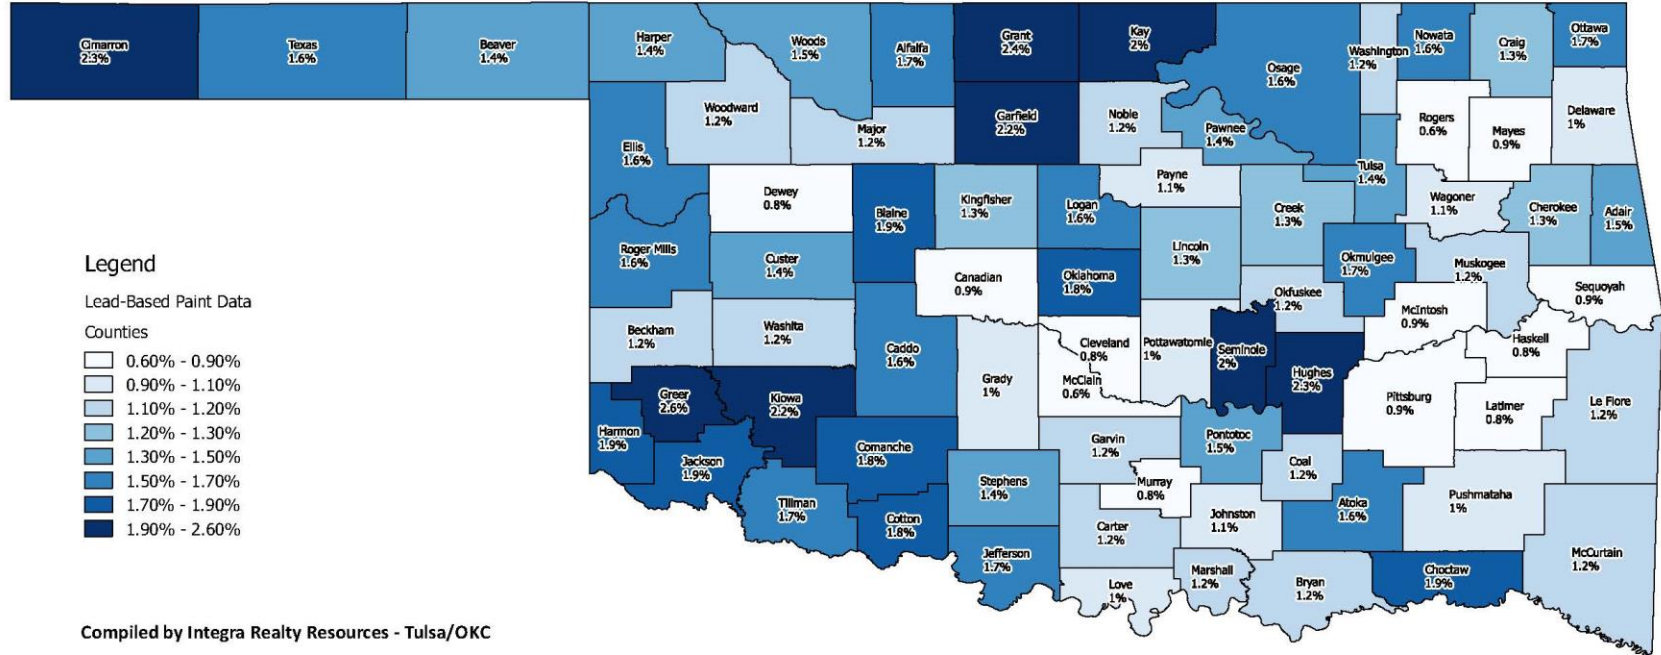 Cimarron
2.3%
Texas
1.6%
Beaver
1.4%
Harper
1.4%
Woods
1.5%
Alfalfa
1.7%
Grant
2.4%
Kay
2%
Osage
1.6%
Washington
1.2%
Nowata
1.6%
Craig
1.3%
Ottawa
1.7%
Woodward
1.2%
Major
1.2%
Garfield
2.2%
Noble
1.2%
Pawnee
1.4%
Rogers
0.6%
Mayes
0.9%
Delaware
1%
Ellis
1.6%
Dewey
0.8%
Blaine
1.9%
Kingfisher
1.3%
Logan
1.6%
Payne
1.1%
Creek
1.3%
Tulsa
1.4%
Wagoner
1.1%
Cherokee
1.3%
Adair
1.5%
Roger Mills
1.6%
Custer
1.4%
Canadian
0.9%
Oklahoma
1.8%
Lincoln
1.3%
Okmulgee
1.7%
Muskogee
1.2%
Sequoyah
0.9%
Okfuskee
1.2%
McIntosh
0.9%
Beckham
1.2%
Washita
1.2%
Caddo
1.6%
Grady
1%
Cleveland
0.8%
McClain
0.6%
Pottawatomie
1%
Seminole
2%
Hughes
2.3%
Haskell
0.8%
Pittsburg
0.9%
Latimer
0.8%
Le Flore
1.2%
Greer
2.6%
Kiowa
2.2%
Harmon
1.9%
Jackson
1.9%
Comanche
1.8%
Garvin
1.2%
Pontotoc
1.5%
Coal
1.2%
Tillman
1.7%
Cotton
1.8%
Stephens
1.4%
Murray
0.8%
Johnston
1.1%
Atoka
1.6%
Pushmataha
1%
Carter
1.2%
Jefferson
1.7%
Love
1%
Marshall
1.2%
Bryan
1.2%
Choctaw
1.9%
McCurtain
1.2%
Legend
Lead-Based Paint Data
Counties
0.60% - 0.90%
0.90% - 1.10%
1.10% - 1.20%
1.20% - 1.30%
1.30% - 1.50%
1.50% - 1.70%
1.70% - 1.90%
1.90% - 2.60%
Compiled by Integra Realty Resources - Tulsa/OKC